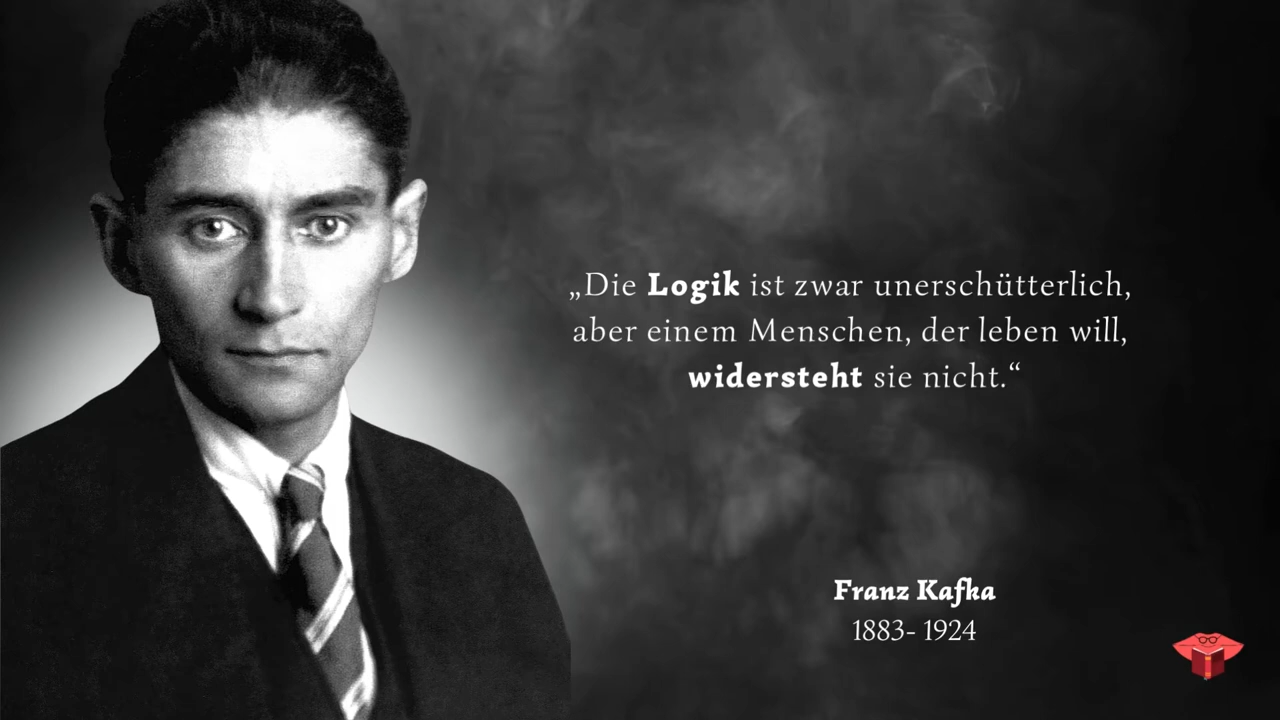 „Die Logik ist zwar unerschütterlich,
aber einem Menschen, der leben will,
widersteht sie nicht.“
Franz Kafka
1883- 1924